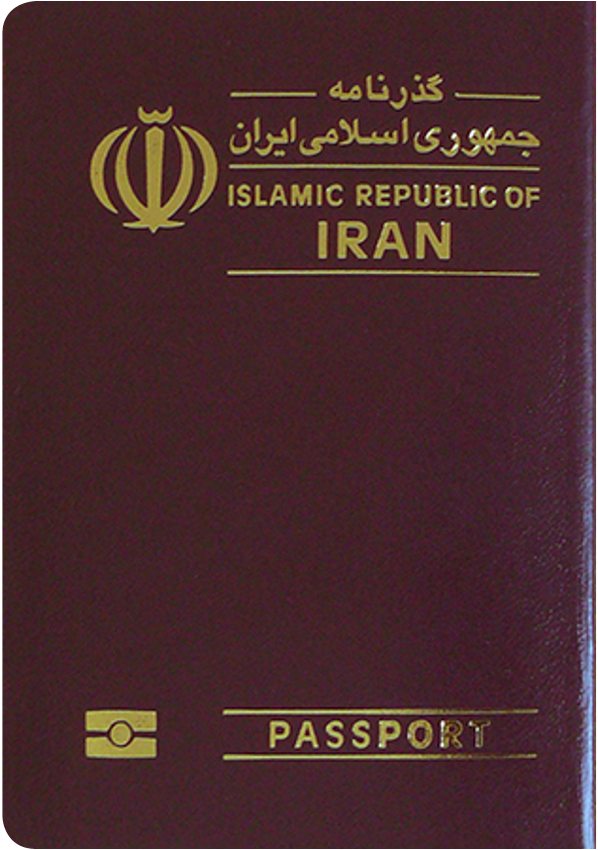 گذرنامه
جمهوری اسلامی ایران
ISLAMIC REPUBLIC OF
IRAN
PASSPORT